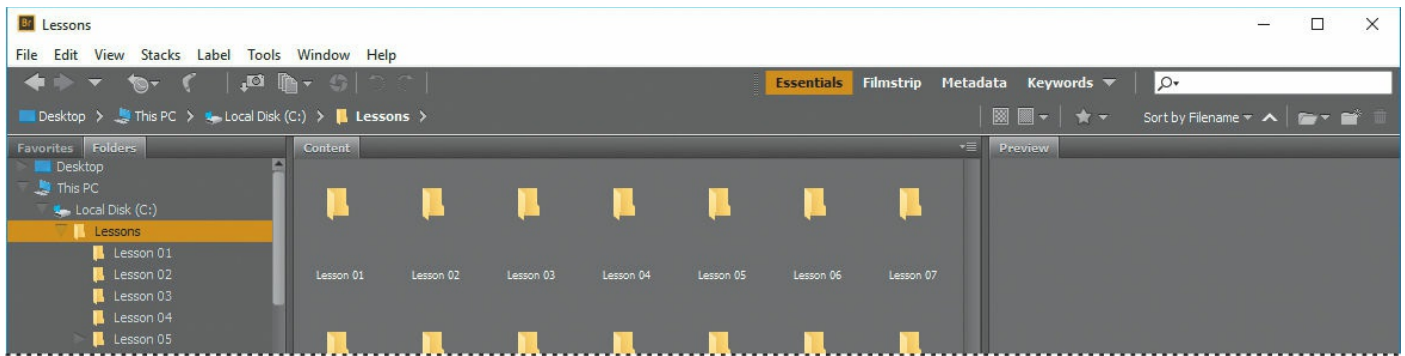 Br Lessons
File Edit View Stacks Label Tools Window Help
Essentials Filmstrip Metadata Keywords
Desktop > This PC > Local Disk (C:) > Lessons >
Sort by Filename
Favorites Folders Content Preview
Desktop
This PC
Local Disk (C:)
Lessons
Lesson 01
Lesson 02
Lesson 03
Lesson 04
Lesson 05
Lesson 01 Lesson 02 Lesson 03 Lesson 04 Lesson 05 Lesson 06 Lesson 07